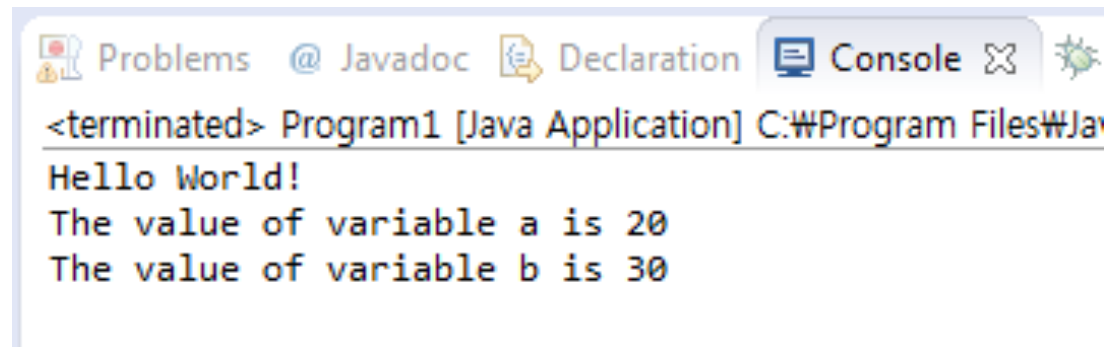 Problems @ Javadoc Declaration Console
<terminated> Program1 [Java Application] C:₩Program Files₩Jav
Hello World!
The value of variable a is 20
The value of variable b is 30